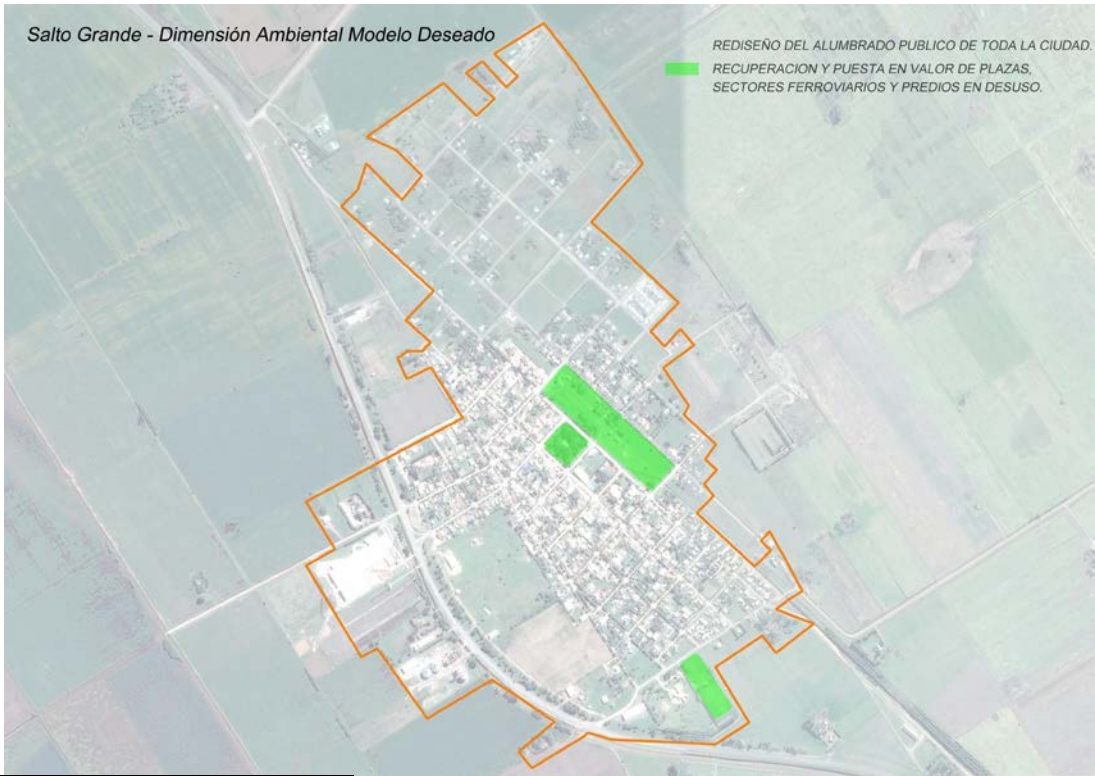 Salto Grande - Dimensión Ambiental Modelo Deseado
REDISEÑO DEL ALUMBRADO PUBLICO DE TODA LA CIUDAD.
RECUPERACION Y PUESTA EN VALOR DE PLAZAS,
SECTORES FERROVIARIOS Y PREDIOS EN DESUSO.